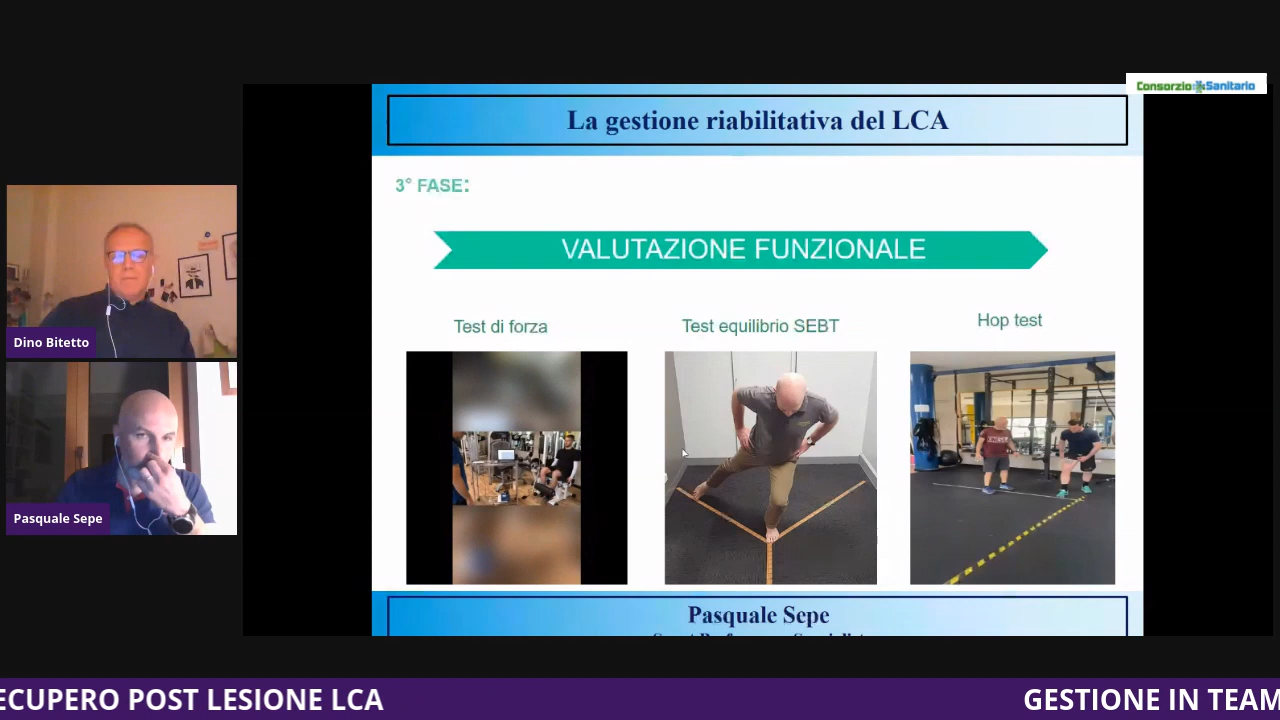 Consorzio Sanitario
La gestione riabilitativa del LCA
3° FASE:
VALUTAZIONE FUNZIONALE
Test di forza
Test equilibrio SEBT
Hop test
Dino Bitetto
Pasquale Sepe
Pasquale Sepe
ECUPERO POST LESIONE LCA
GESTIONE IN TEAM